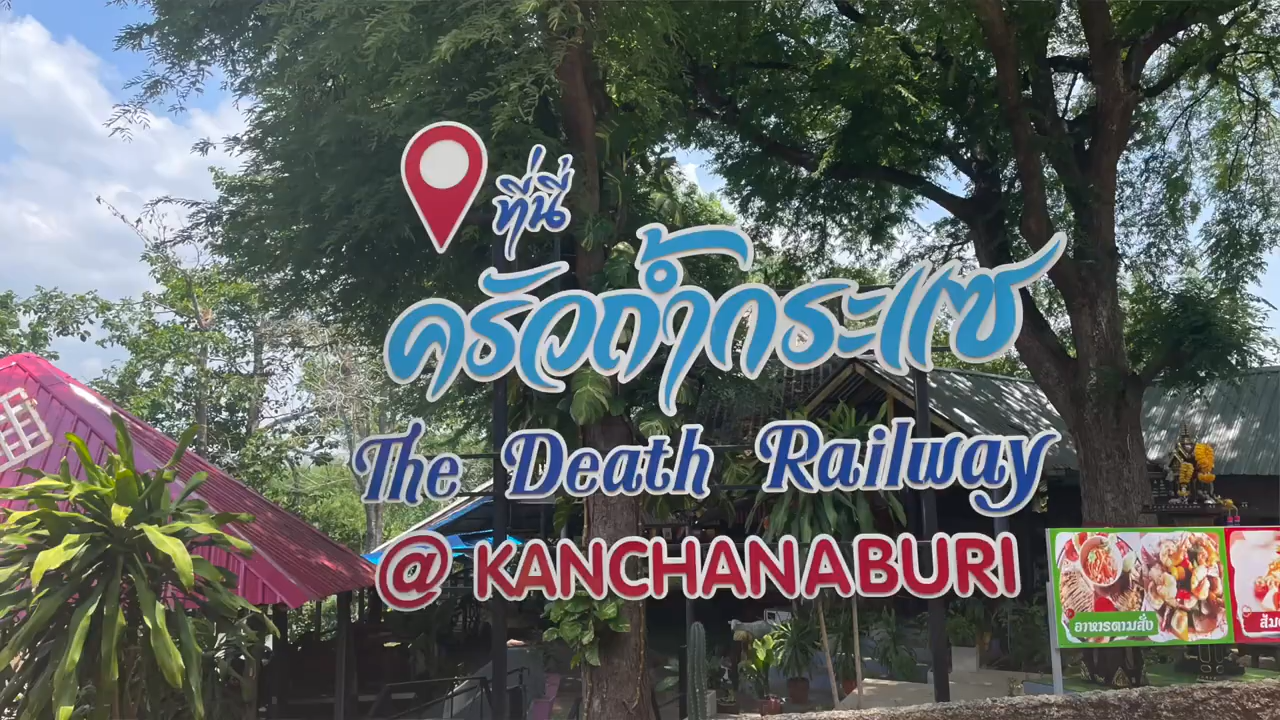 ที่นี่
ครัวถ้ำกระแซ
The Death Railway
@ KANCHANABURI
อาหารตามสั่ง